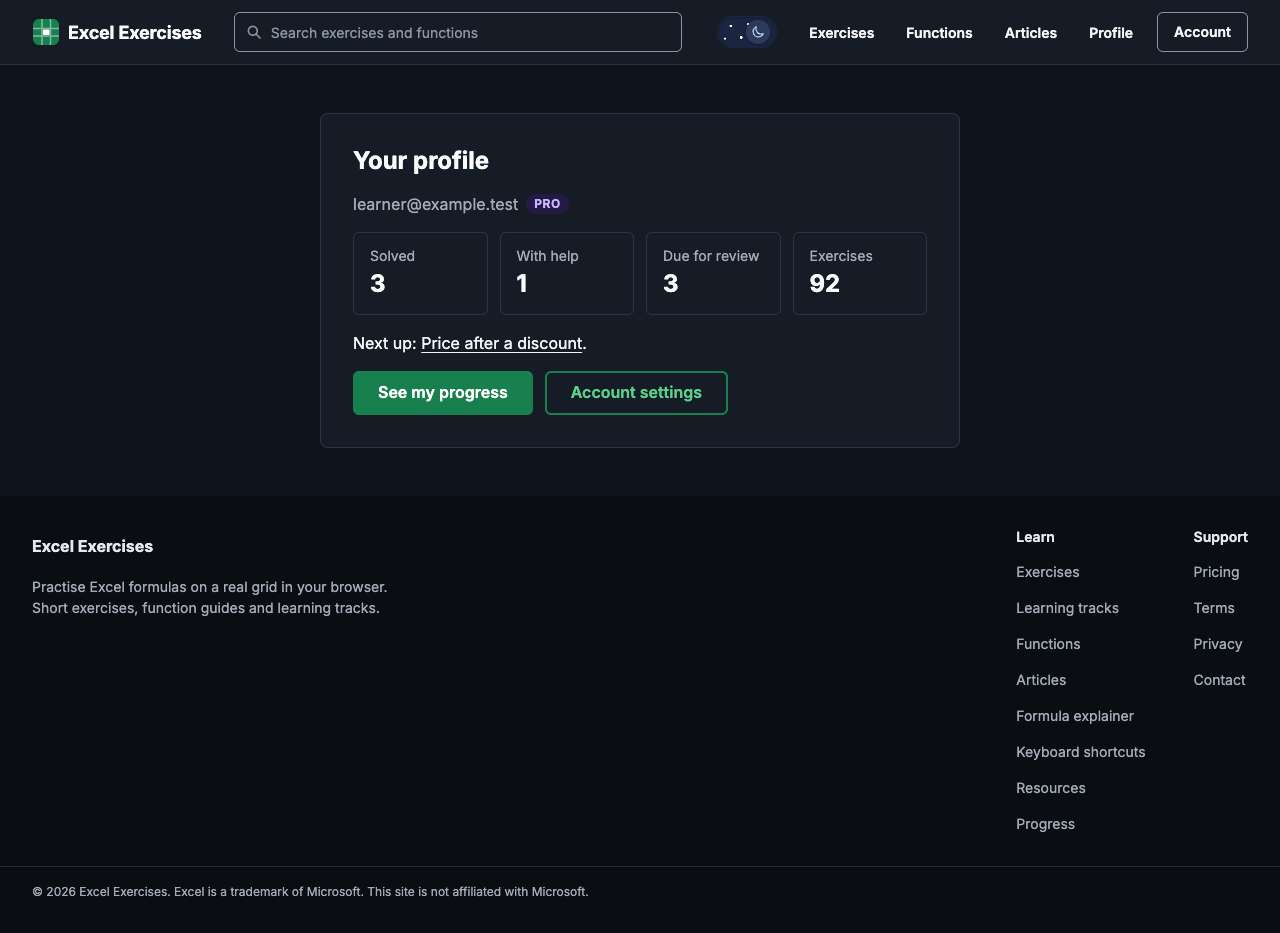 Excel Exercises
Search exercises and functions
Exercises
Functions
Articles
Profile
Account
Your profile
learner@example.test PRO
Solved
3
With help
1
Due for review
3
Exercises
92
Next up: Price after a discount.
See my progress
Account settings
Excel Exercises
Practise Excel formulas on a real grid in your browser.
Short exercises, function guides and learning tracks.
Learn
Exercises
Learning tracks
Functions
Articles
Formula explainer
Keyboard shortcuts
Resources
Progress
Support
Pricing
Terms
Privacy
Contact
© 2026 Excel Exercises. Excel is a trademark of Microsoft. This site is not affiliated with Microsoft.